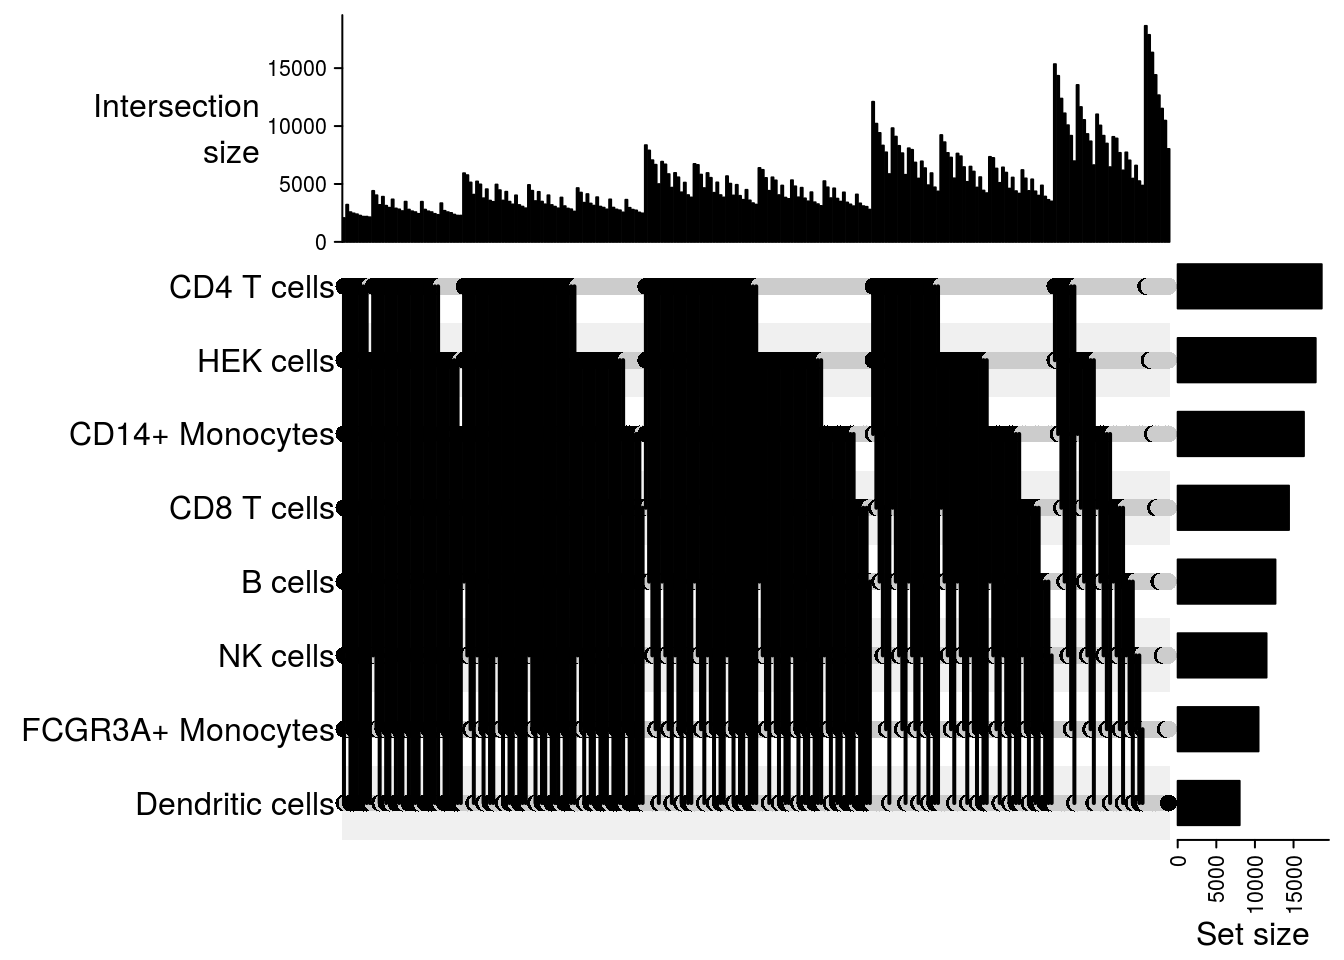 15000
Intersection
size
10000
5000
0
CD4 T cells
HEK cells
CD14+ Monocytes
CD8 T cells
B cells
NK cells
FCGR3A+ Monocytes
Dendritic cells
0
5000
10000
15000
Set size